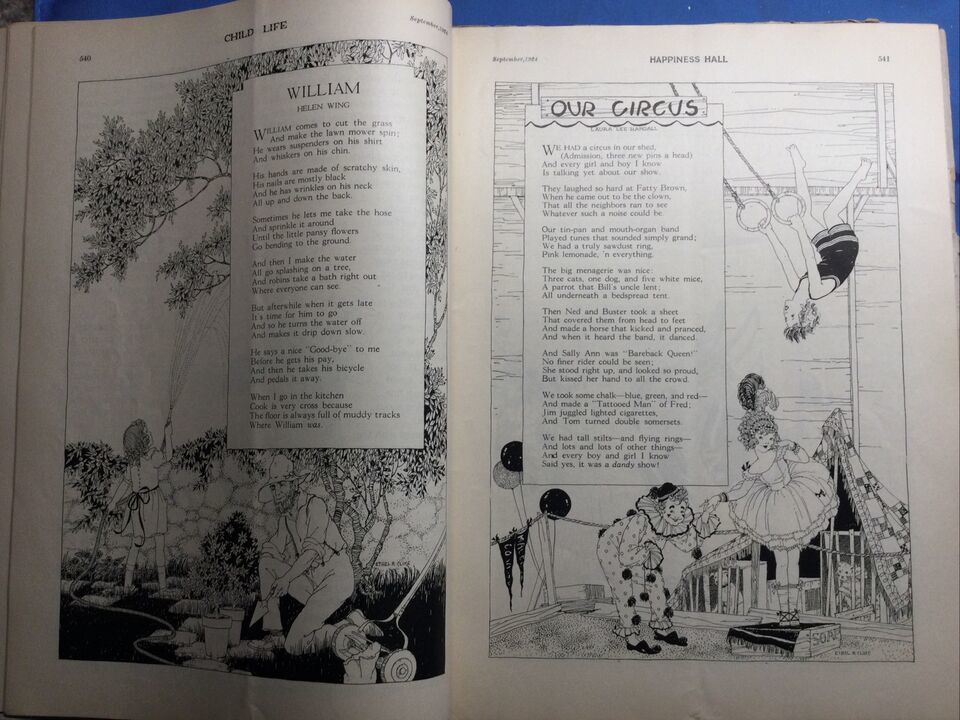 CHILD LIFE
September, 1924
540
WILLIAM
HELEN WING
WILLIAM comes to cut the grass
And make the lawn mower spin;
He wears suspenders on his shirt
And whiskers on his chin.
His hands are made of scratchy skin,
His nails are mostly black
And he has wrinkles on his neck
All up and down the back.
Sometimes he lets me take the hose
And sprinkle it around
Until the little pansy flowers
Go bending to the ground.
And then I make the water
All go splashing on a tree,
And robins take a bath right out
Where everyone can see.
But afterwhile when it gets late
It's time for him to go
And so he turns the water off
And makes it drip down slow.
He says a nice "Good-bye" to me
Before he gets his pay,
And then he takes his bicycle
And pedals it away.
When I go in the kitchen
Cook is very cross because
The floor is always full of muddy tracks
Where William was.
ETHEL R. CLINE
September, 1924
HAPPINESS HALL
541
OUR CIRCUS
LAURA LEE RANDALL
WE HAD a circus in our shed,
(Admission, three new pins a head)
And every girl and boy I know
Is talking yet about our show.
They laughed so hard at Fatty Brown,
When he came out to be the clown,
That all the neighbors ran to see
Whatever such a noise could be.
Our tin-pan and mouth-organ band
Played tunes that sounded simply grand;
We had a truly sawdust ring,
Pink lemonade, 'n everything.
The big menagerie was nice:
Three cats, one dog, and five white mice,
A parrot that Bill's uncle lent;
All underneath a bedspread tent.
Then Ned and Buster took a sheet
That covered them from head to feet
And made a horse that kicked and pranced,
And when it heard the band, it danced.
And Sally Ann was "Bareback Queen!"
No finer rider could be seen;
She stood right up, and looked so proud,
But kissed her hand to all the crowd.
We took some chalk—blue, green, and red—
And made a "Tattooed Man" of Fred;
Jim juggled lighted cigarettes,
And Tom turned double somersets.
We had tall stilts—and flying rings—
And lots and lots of other things—
And every boy and girl I know
Said yes, it was a dandy show!
SOAP
ETHEL R. CLINE